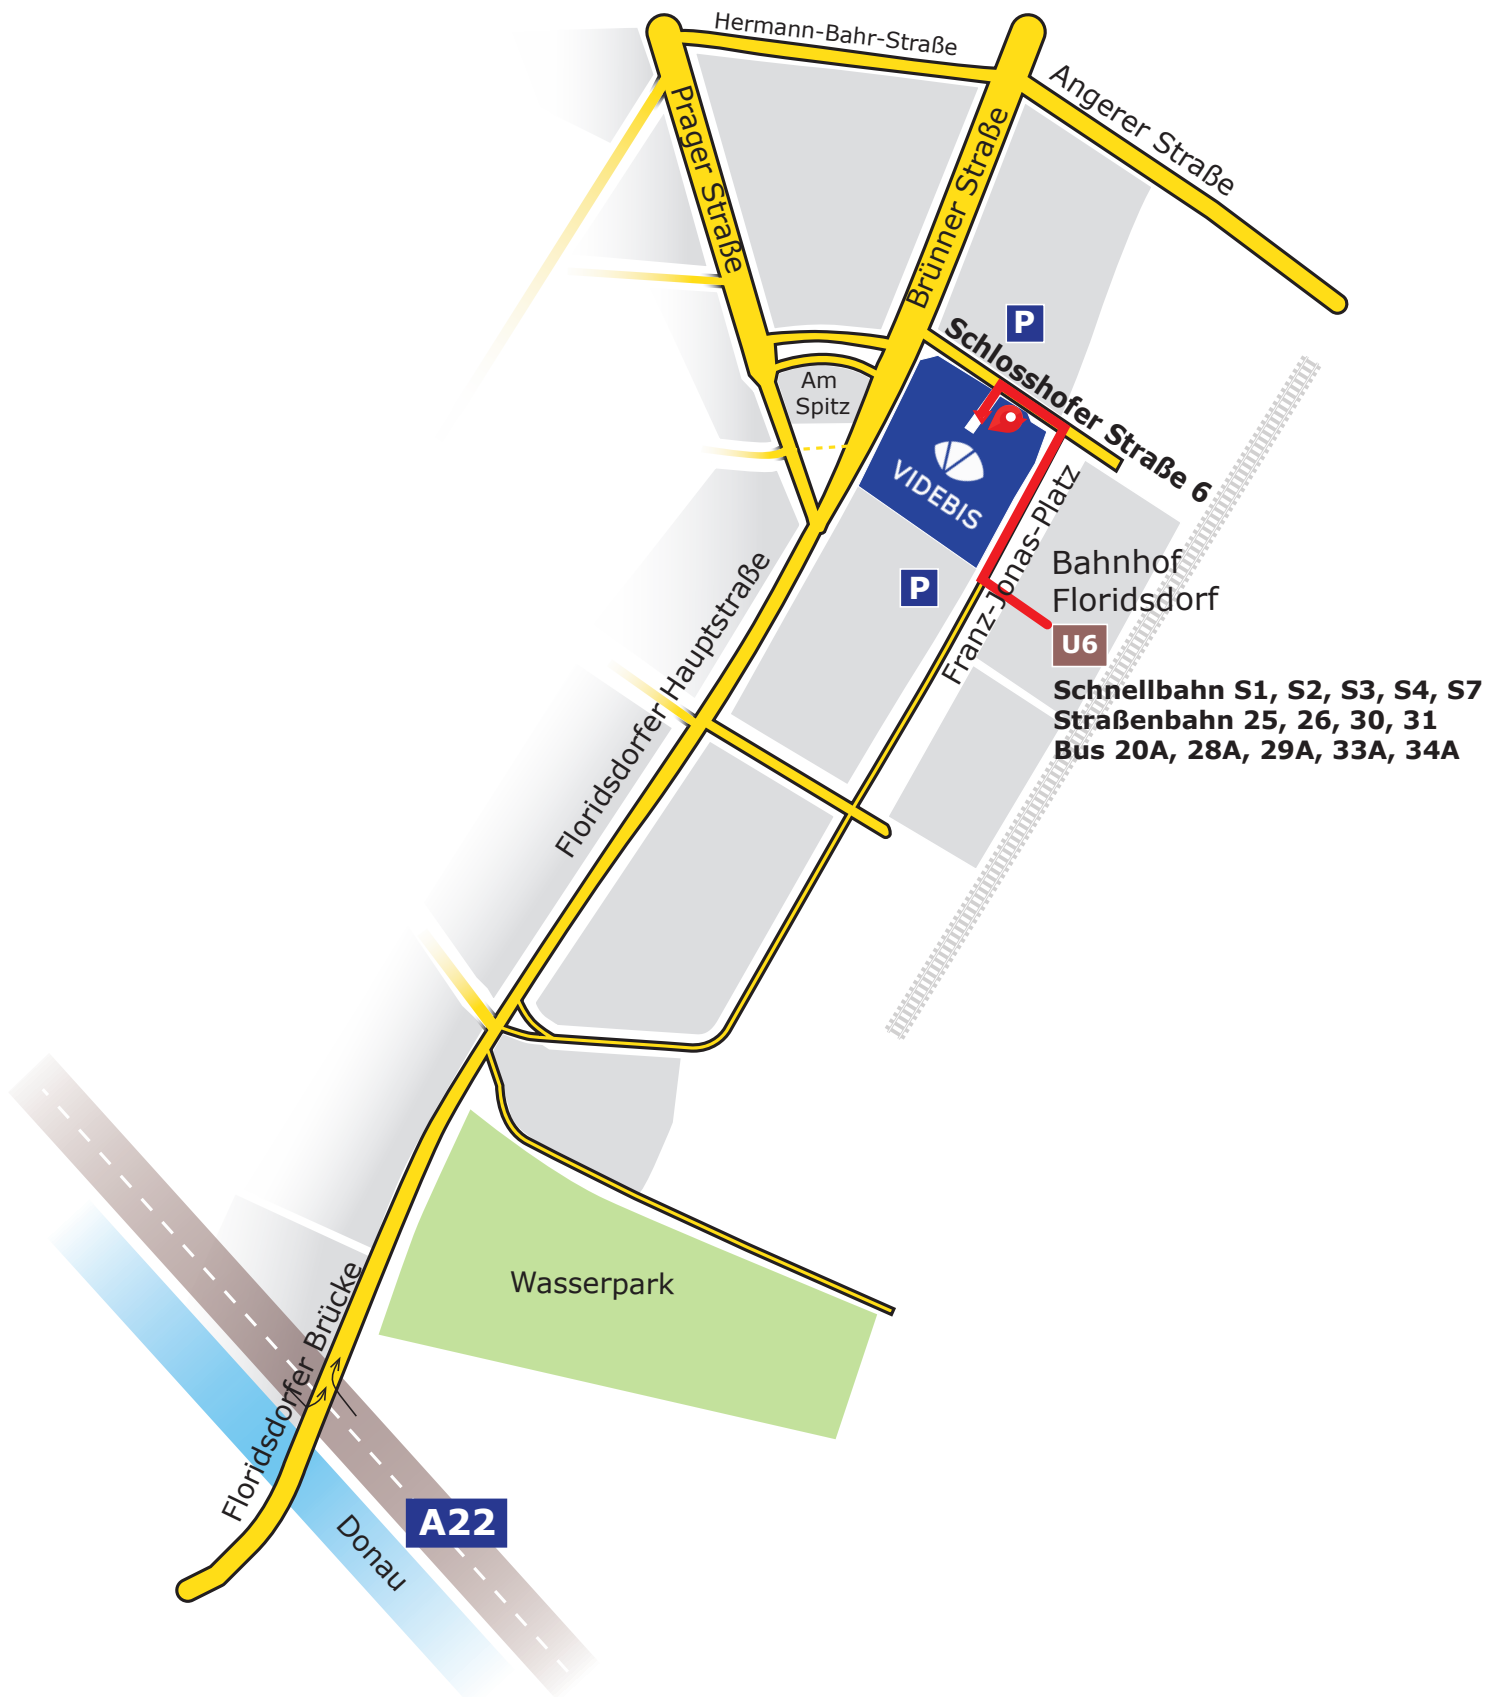 Hermann-Bahr-Straße
Angerer Straße
Prager Straße
Brünner Straße
P
Schlosshofer Straße 6
Am
Spitz
VIDEBIS
Franz-Jonas-Platz
Bahnhof
Floridsdorf
P
U6
Floridsdorfer Hauptstraße
Schnellbahn S1, S2, S3, S4, S7
Straßenbahn 25, 26, 30, 31
Bus 20A, 28A, 29A, 33A, 34A
Wasserpark
Floridsdorfer Brücke
A22
Donau